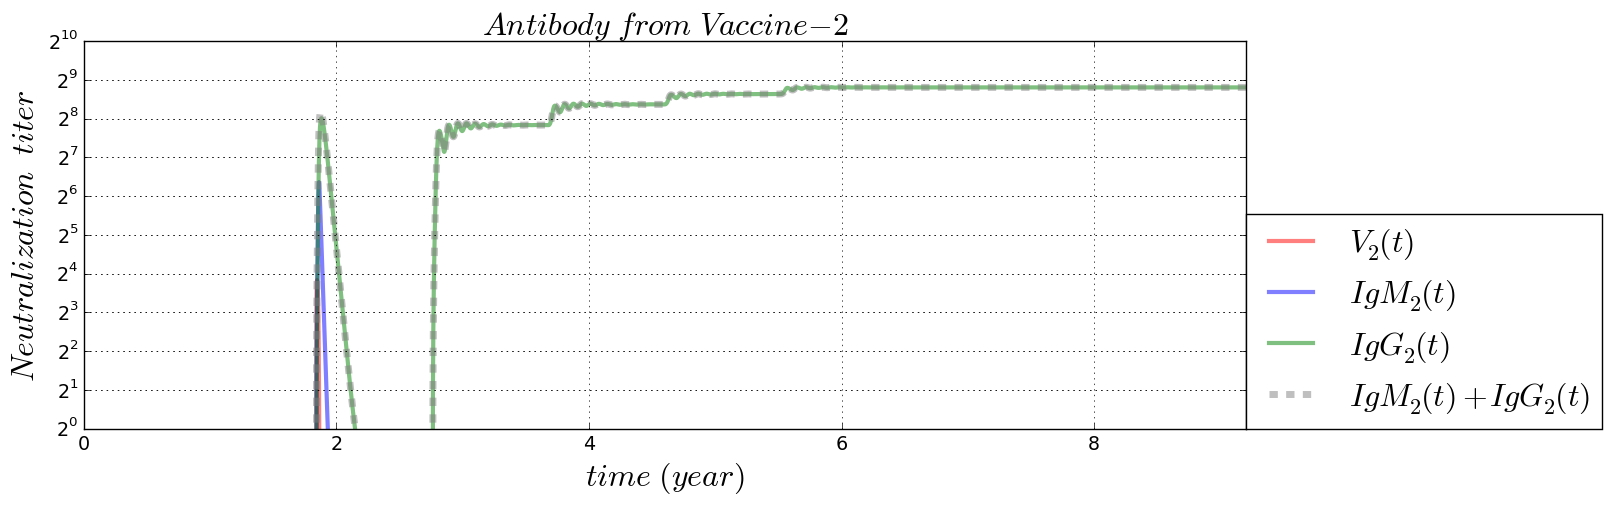 Antibody from Vaccine−2
Neutralization titer
2^10
2^9
2^8
2^7
2^6
2^5
2^4
2^3
2^2
2^1
2^0
0 2 4 6 8
time (year)
V_2(t)
IgM_2(t)
IgG_2(t)
IgM_2(t)+IgG_2(t)